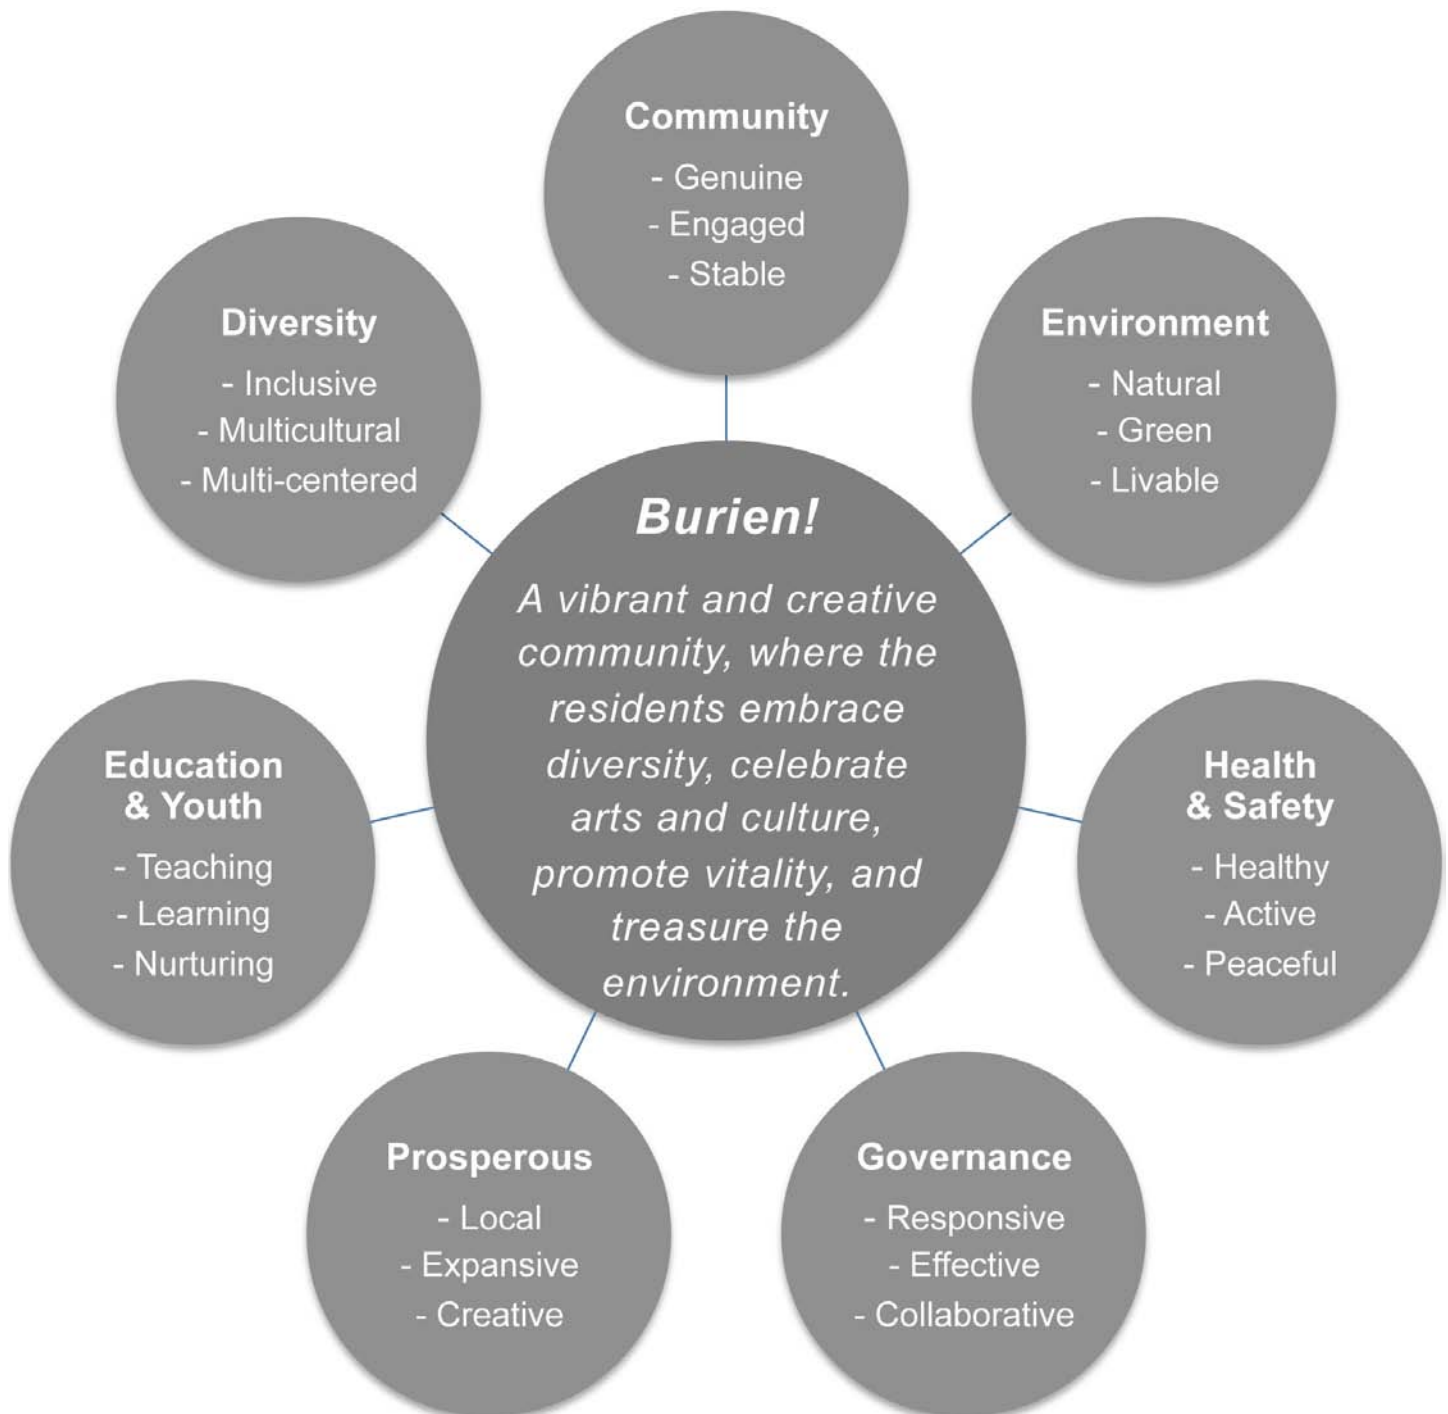 Community
- Genuine
- Engaged
- Stable
Diversity
- Inclusive
- Multicultural
- Multi-centered
Environment
- Natural
- Green
- Livable
Burien!
A vibrant and creative
community, where the
residents embrace
diversity, celebrate
arts and culture,
promote vitality, and
treasure the
environment.
Education
& Youth
- Teaching
- Learning
- Nurturing
Health
& Safety
- Healthy
- Active
- Peaceful
Prosperous
- Local
- Expansive
- Creative
Governance
- Responsive
- Effective
- Collaborative